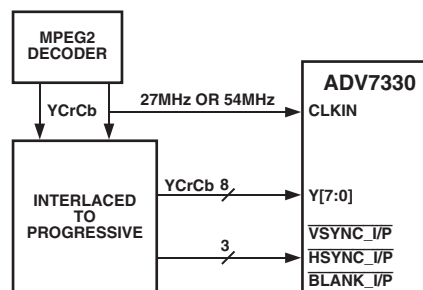 MPEG2
DECODER
YCrCb
27MHz OR 54MHz
ADV7330
CLKIN
INTERLACED
TO
PROGRESSIVE
YCrCb 8
Y[7:0]
3
VSYNC_I/P
HSYNC_I/P
BLANK_I/P